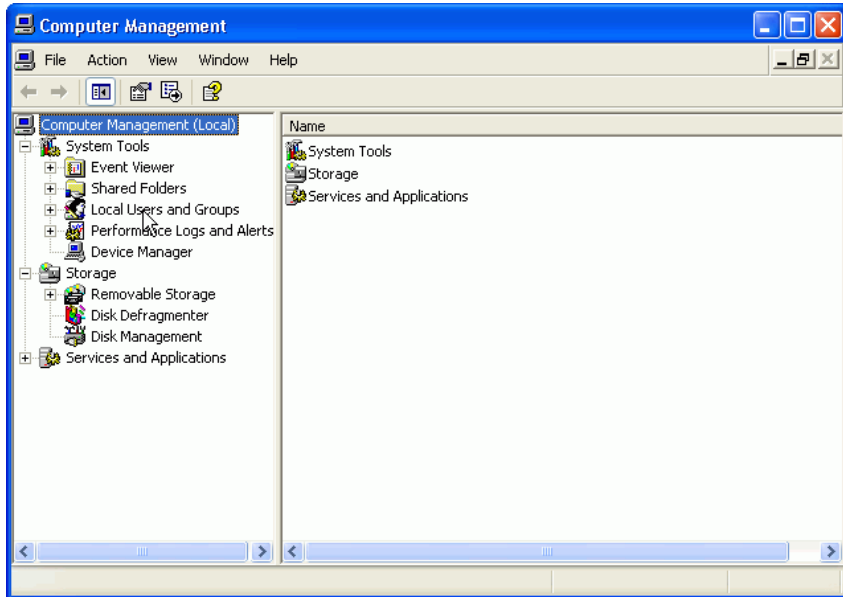 Computer Management
File Action View Window Help
Computer Management (Local)
System Tools
Event Viewer
Shared Folders
Local Users and Groups
Performance Logs and Alerts
Device Manager
Storage
Removable Storage
Disk Defragmenter
Disk Management
Services and Applications
Name
System Tools
Storage
Services and Applications